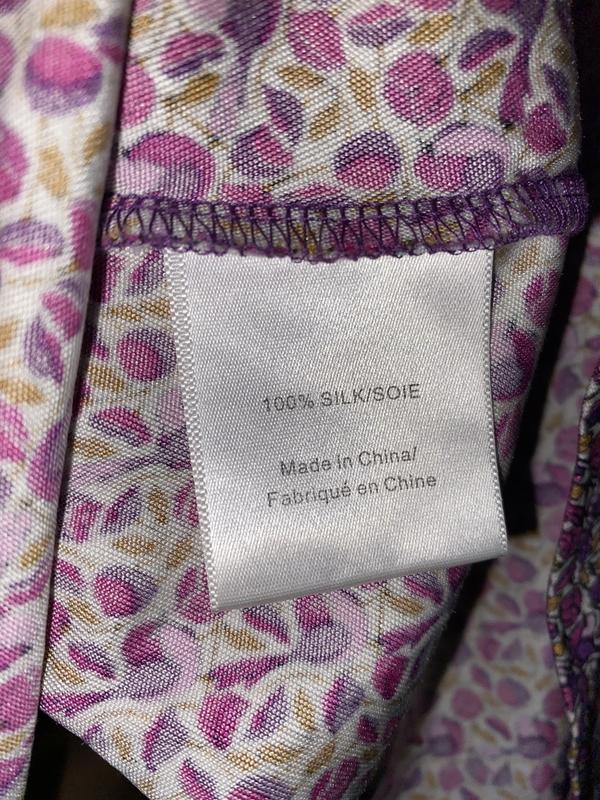 100% SILK/SOIE
Made in China/
Fabriqué en Chine